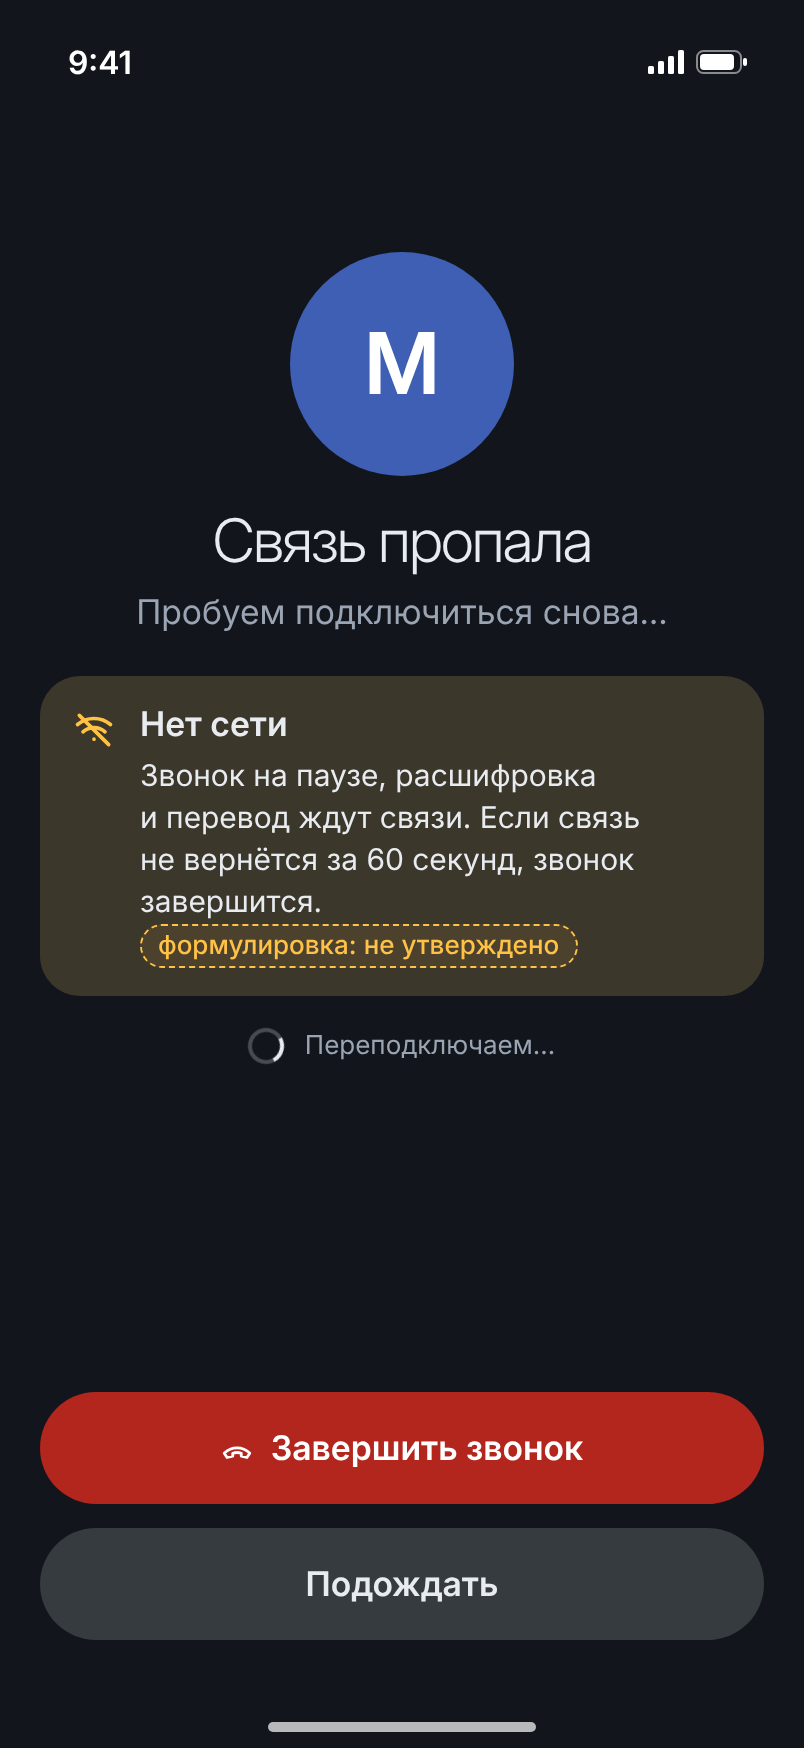 9:41
М
Связь пропала
Пробуем подключиться снова...
Нет сети
Звонок на паузе, расшифровка
и перевод ждут связи. Если связь
не вернётся за 60 секунд, звонок
завершится.
формулировка: не утверждено
Переподключаем...
Завершить звонок
Подождать